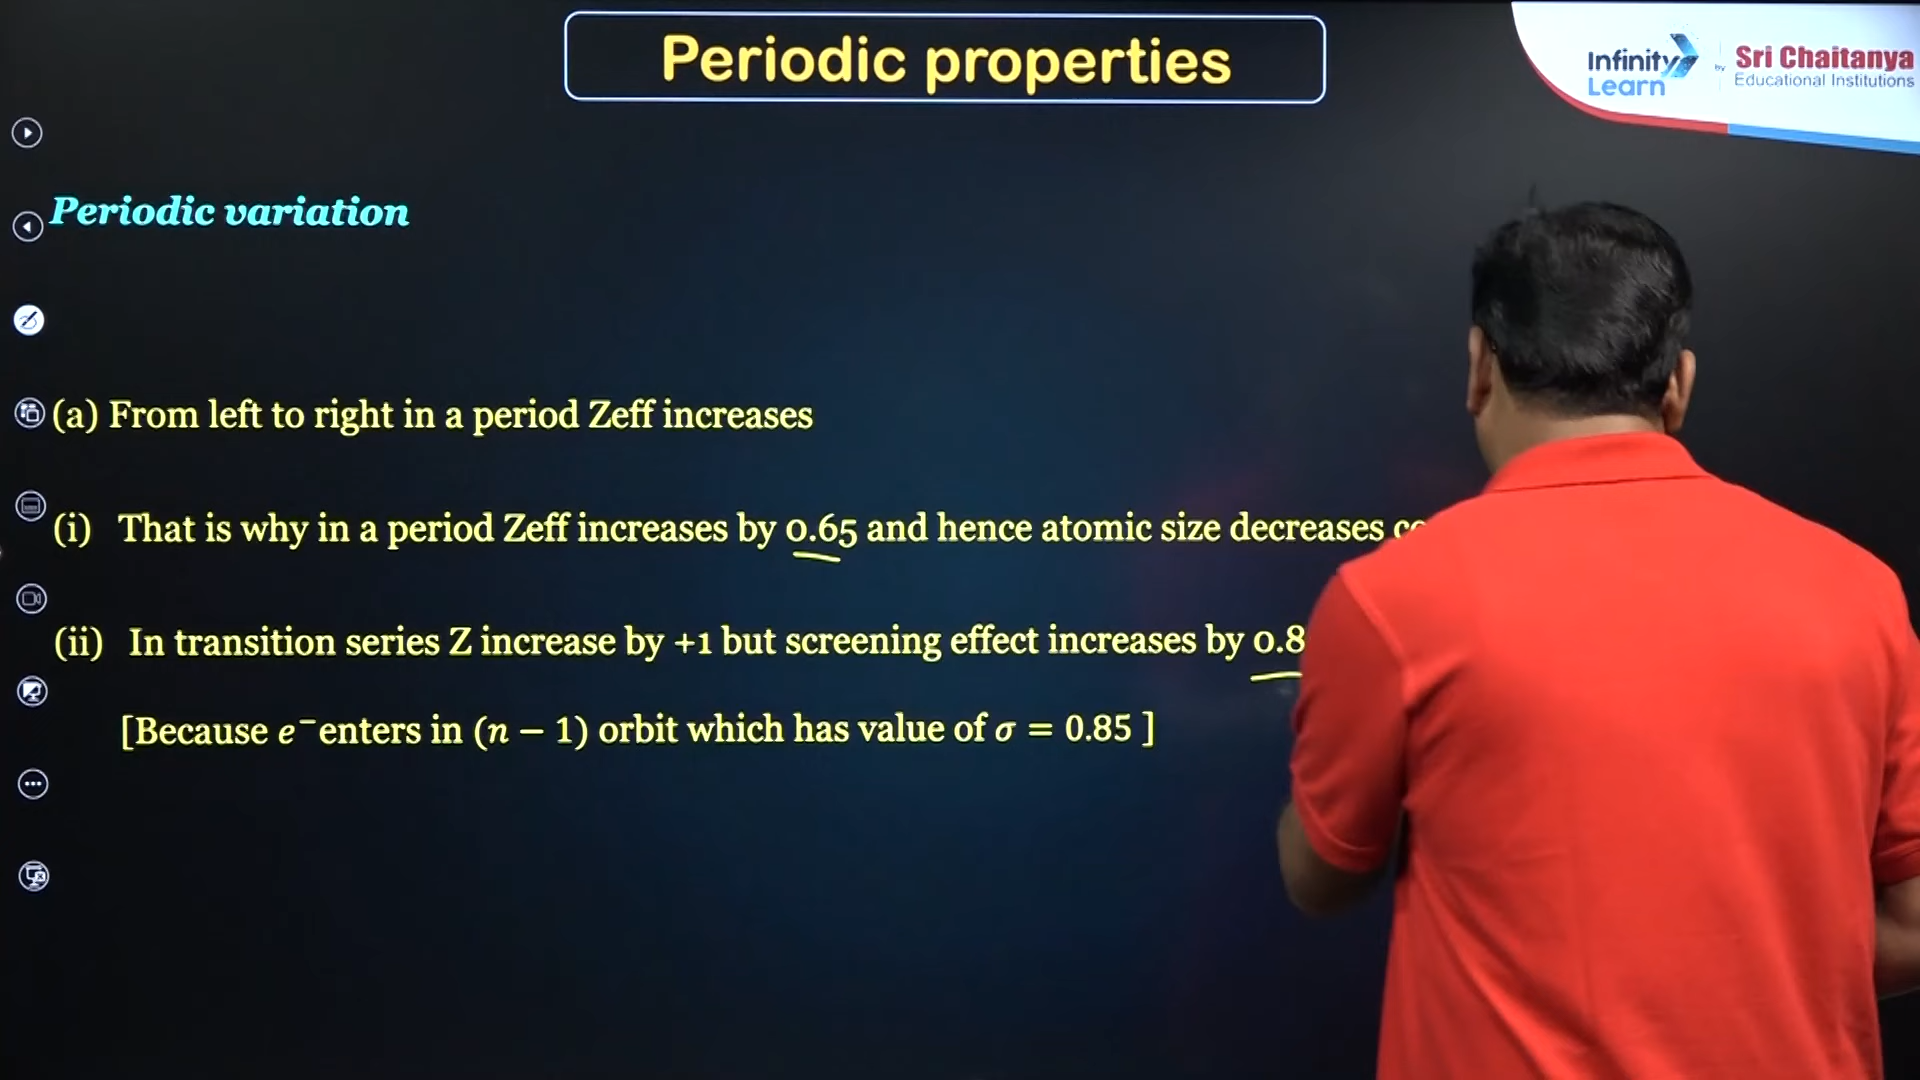 Periodic properties
Infinity Learn by Sri Chaitanya Educational Institutions
Periodic variation
(a) From left to right in a period Zeff increases
(i) That is why in a period Zeff increases by 0.65 and hence atomic size decreases
(ii) In transition series Z increase by +1 but screening effect increases by 0.8
[Because e⁻ enters in (n − 1) orbit which has value of σ = 0.85 ]